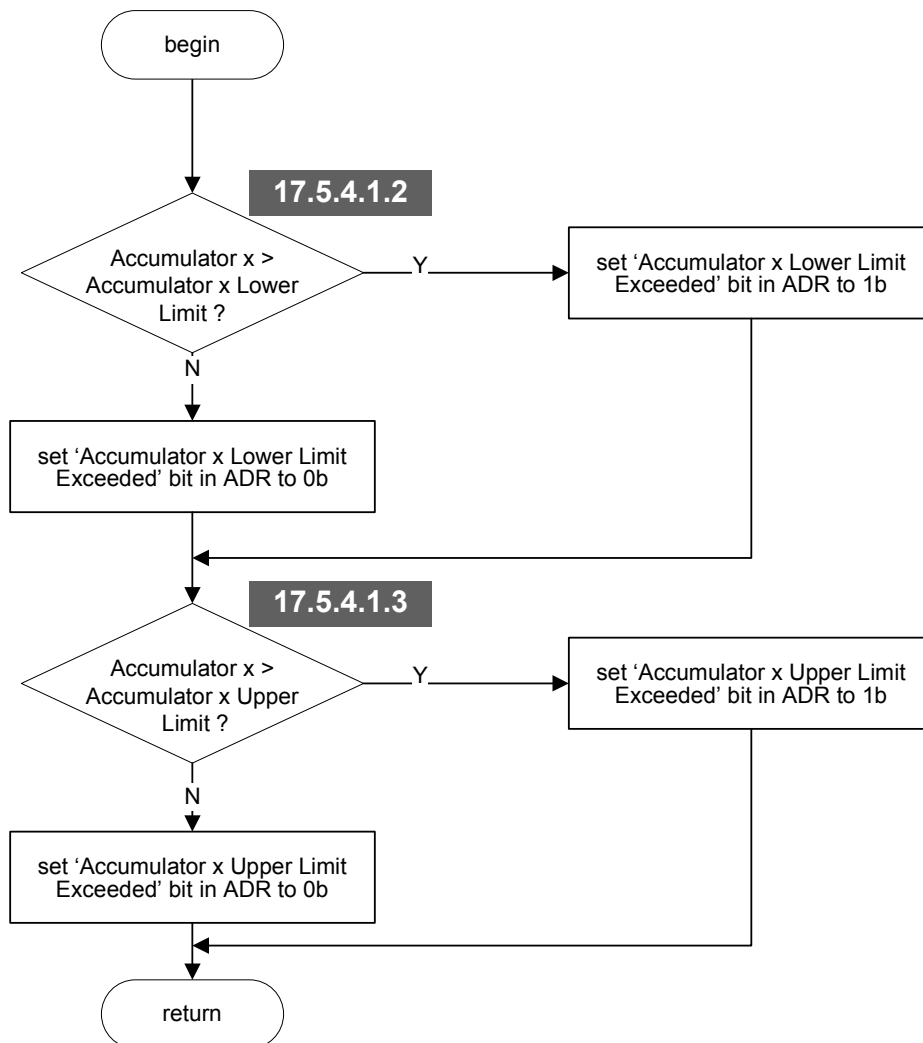 begin
17.5.4.1.2
Accumulator x >
Accumulator x Lower
Limit ?
Y
set ‘Accumulator x Lower Limit
Exceeded’ bit in ADR to 1b
N
set ‘Accumulator x Lower Limit
Exceeded’ bit in ADR to 0b
17.5.4.1.3
Accumulator x >
Accumulator x Upper
Limit ?
Y
set ‘Accumulator x Upper Limit
Exceeded’ bit in ADR to 1b
N
set ‘Accumulator x Upper Limit
Exceeded’ bit in ADR to 0b
return